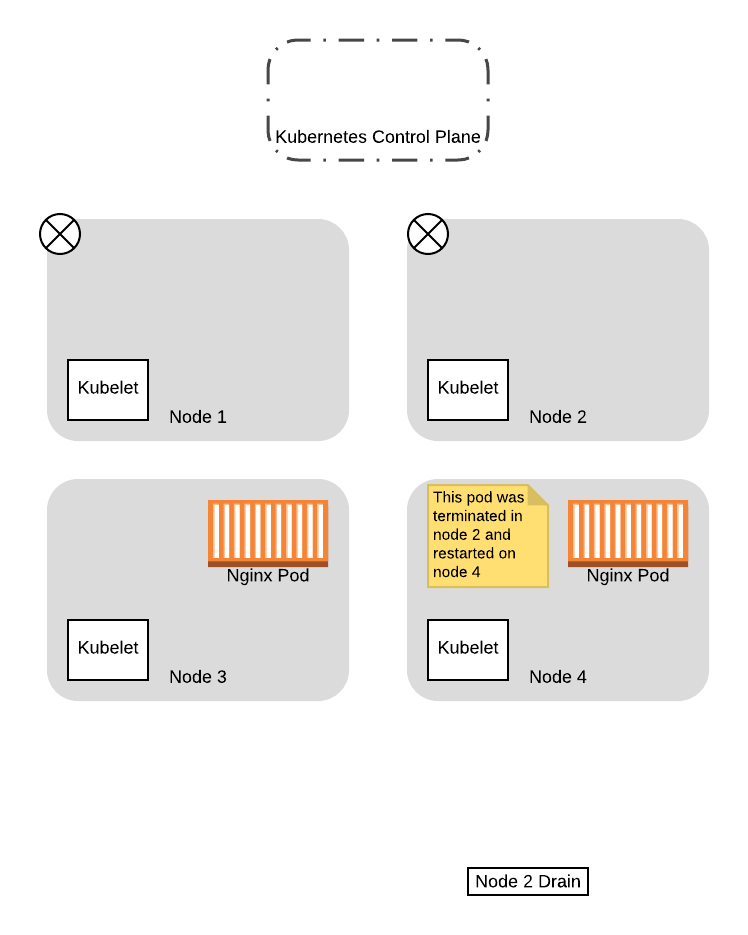 Kubernetes Control Plane
Kubelet
Node 1
Kubelet
Node 2
Nginx Pod
Kubelet
Node 3
This pod was
terminated in
node 2 and
restarted on
node 4
Nginx Pod
Kubelet
Node 4
Node 2 Drain